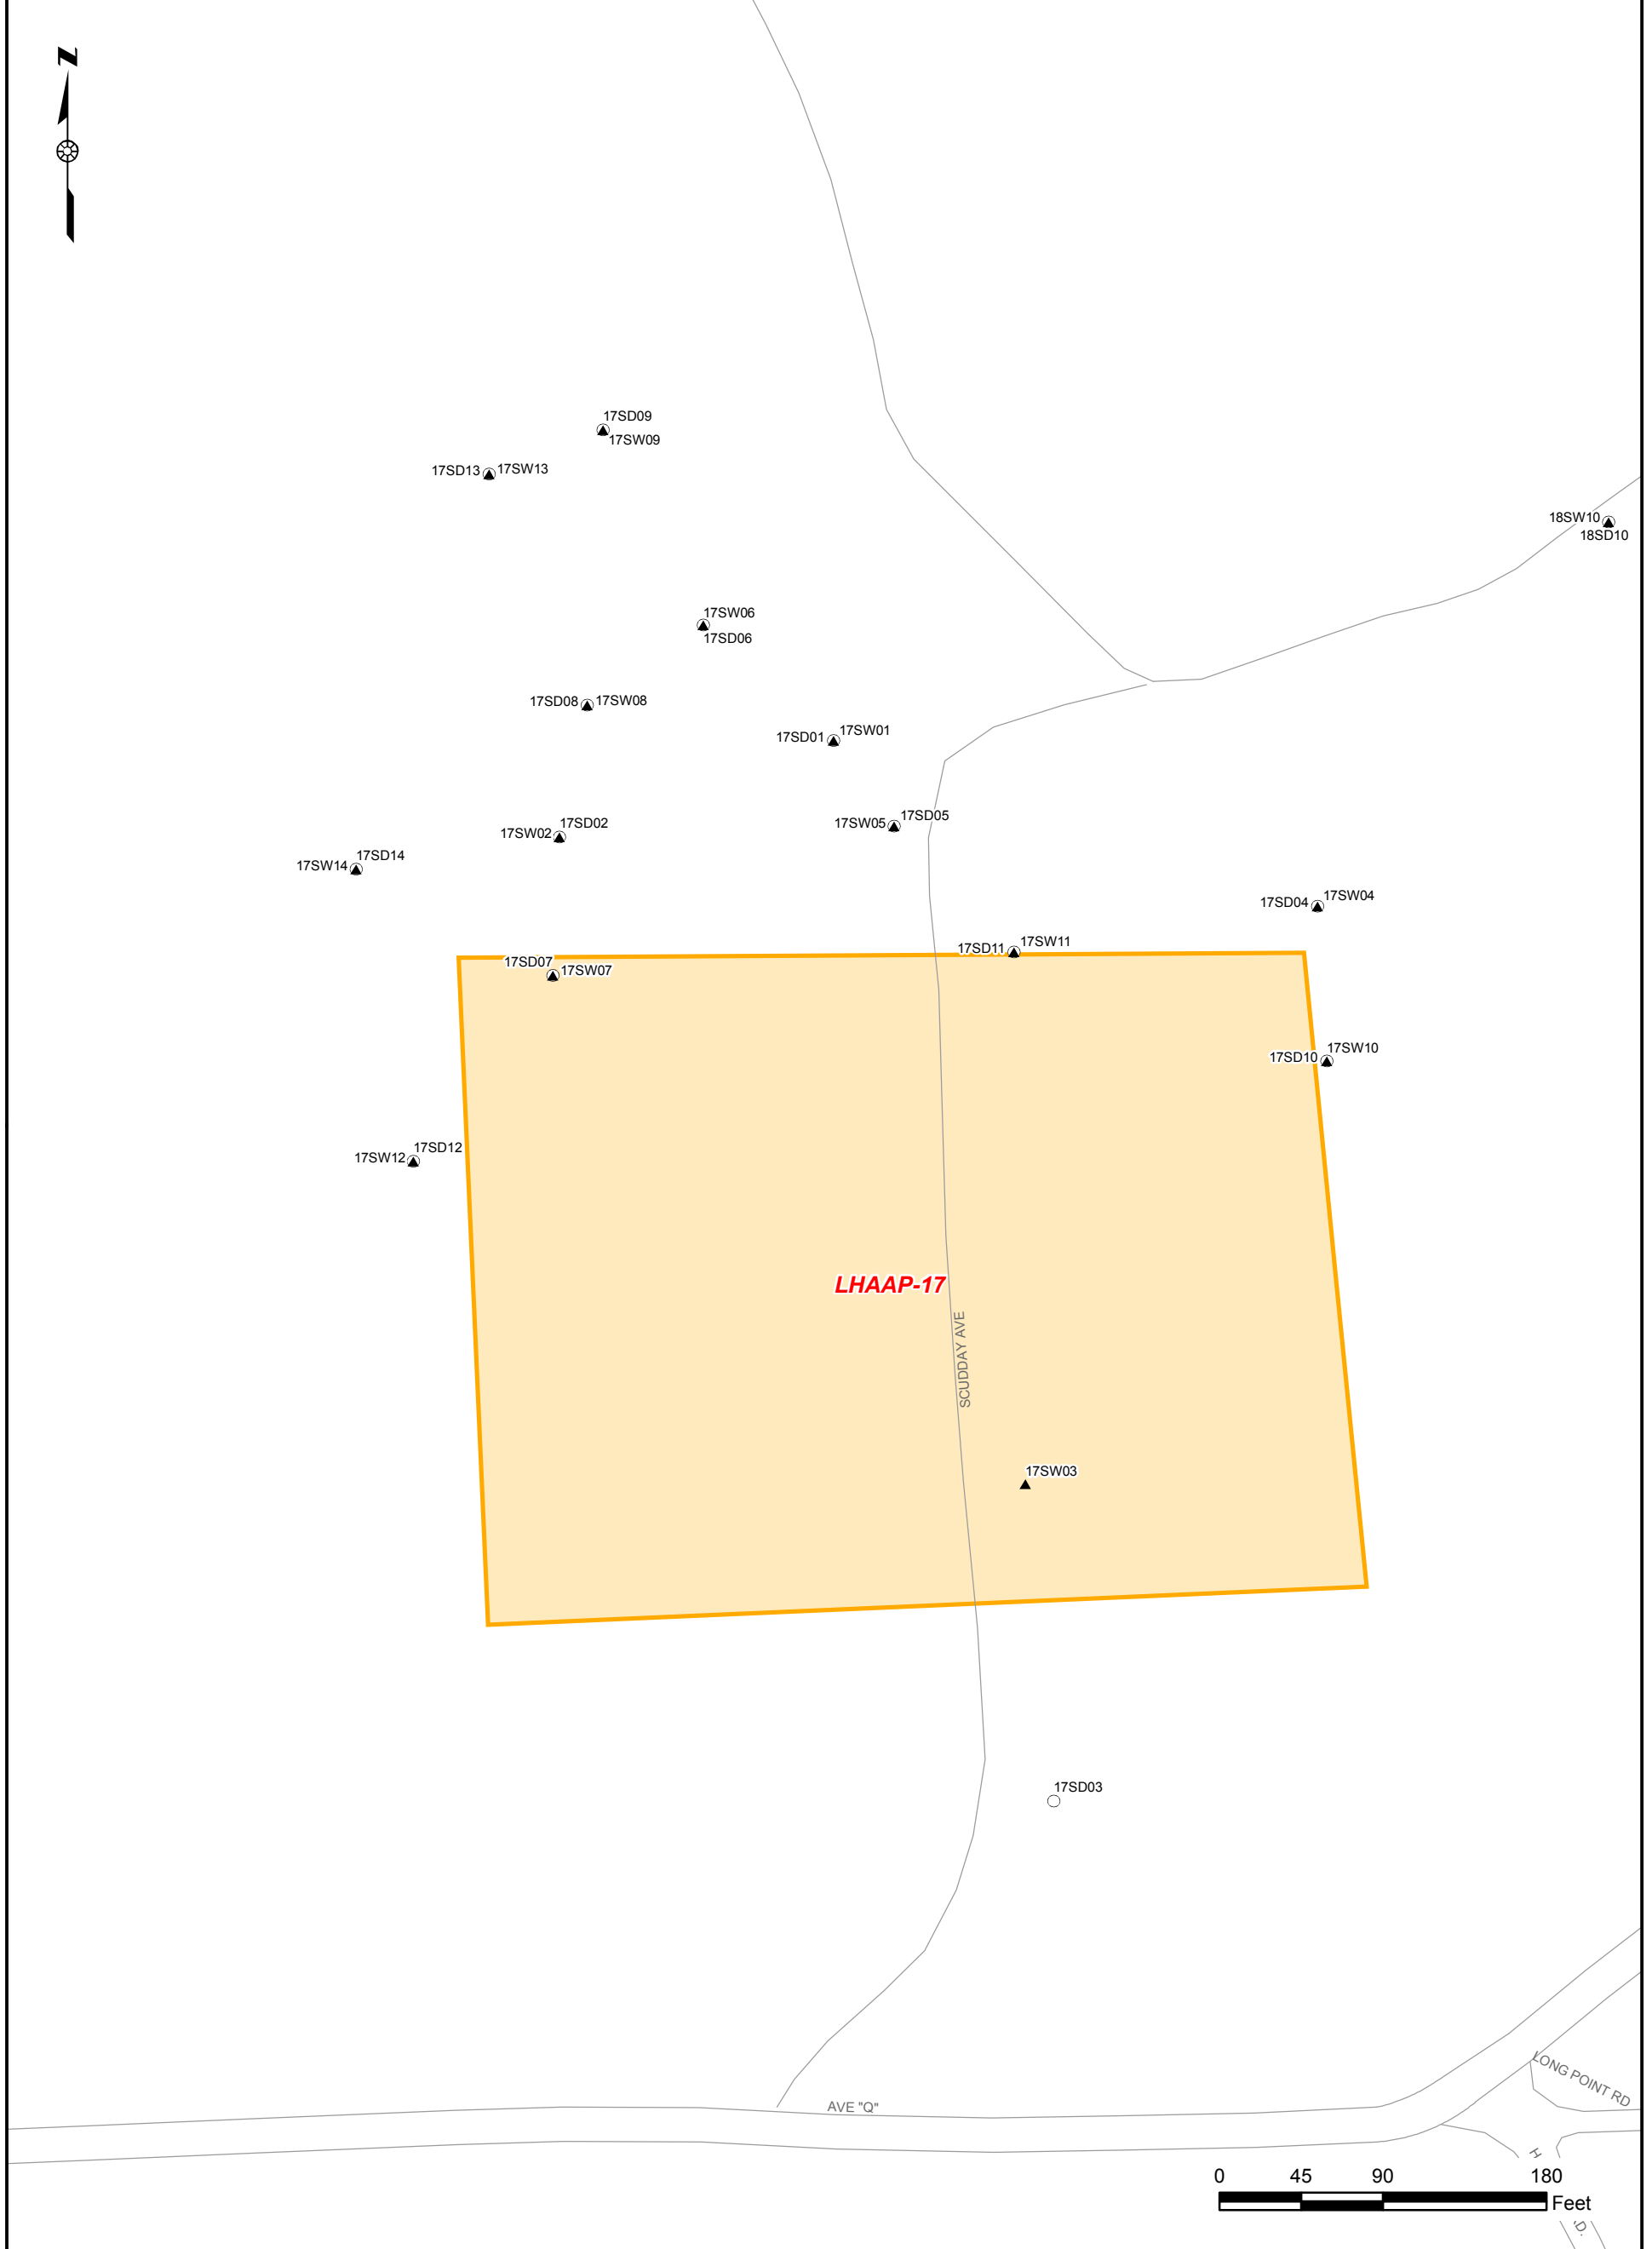 N
17SD09
17SW09
17SD13 17SW13
18SW10
18SD10
17SW06
17SD06
17SD08 17SW08
17SD01 17SW01
17SW05 17SD05
17SW02 17SD02
17SW14 17SD14
17SD04 17SW04
17SD11 17SW11
17SD07 17SW07
17SD10 17SW10
17SW12 17SD12
LHAAP-17
SCUDDAY AVE
17SW03
17SD03
LONG POINT RD
AVE "Q"
H
D.
0 45 90 180
Feet